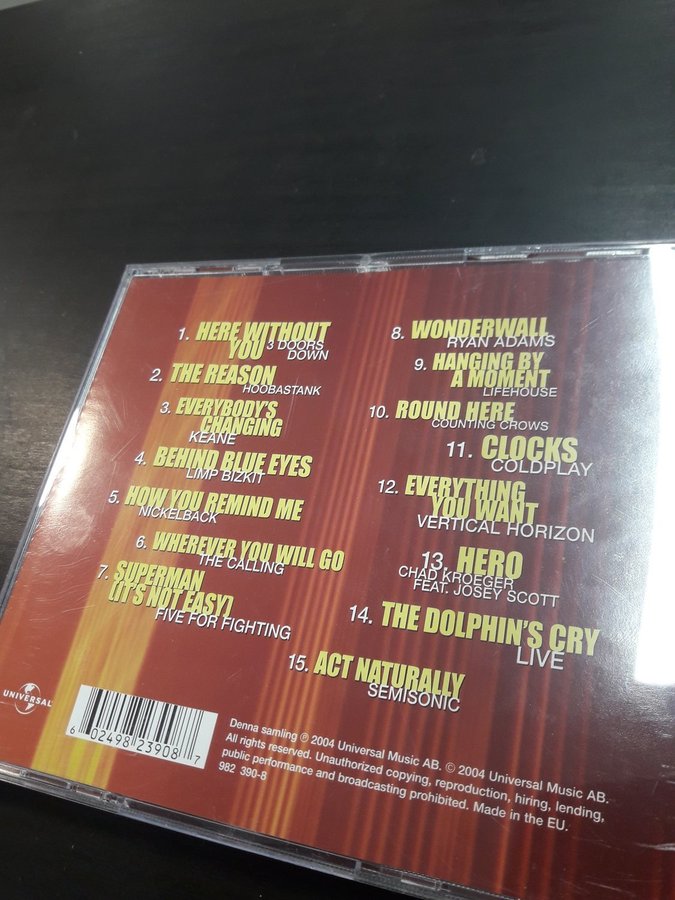 1. HERE WITHOUT
YOU 3 DOORS
DOWN
2. THE REASON
HOOBASTANK
3. EVERYBODY'S
CHANGING
KEANE
4. BEHIND BLUE EYES
LIMP BIZKIT
5. HOW YOU REMIND ME
NICKELBACK
6. WHEREVER YOU WILL GO
THE CALLING
7. SUPERMAN
(IT'S NOT EASY)
FIVE FOR FIGHTING
8. WONDERWALL
RYAN ADAMS
9. HANGING BY
A MOMENT
LIFEHOUSE
10. ROUND HERE
COUNTING CROWS
11. CLOCKS
COLDPLAY
12. EVERYTHING
YOU WANT
VERTICAL HORIZON
13. HERO
CHAD KROEGER
FEAT. JOSEY SCOTT
14. THE DOLPHIN'S CRY
LIVE
15. ACT NATURALLY
SEMISONIC
UNIVERSAL
6 02498 23908 7
Denna samling ℗ 2004 Universal Music AB. © 2004 Universal Music AB.
All rights reserved. Unauthorized copying, reproduction, hiring, lending,
public performance and broadcasting prohibited. Made in the EU.
982 390-8